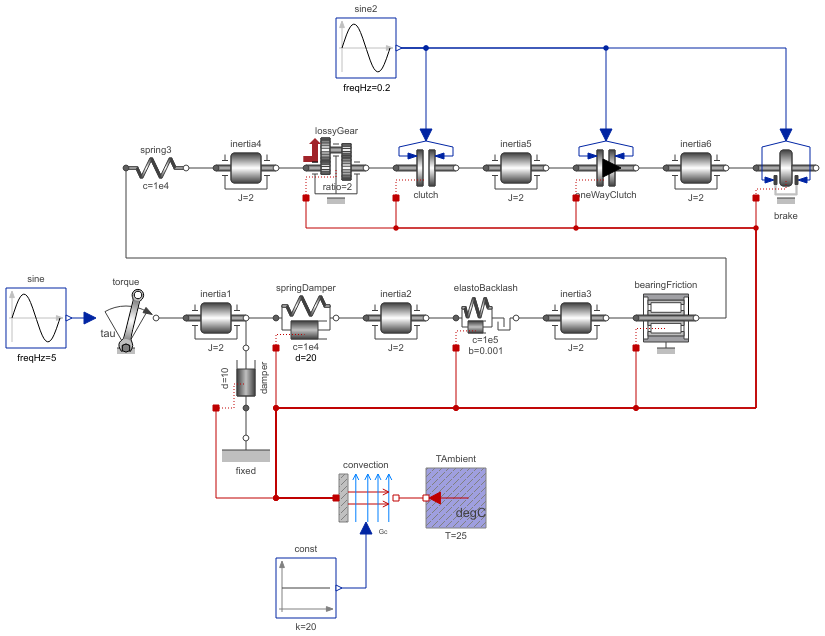 sine2
freqHz=0.2
spring3
c=1e4
inertia4
J=2
lossyGear
ratio=2
clutch
inertia5
J=2
oneWayClutch
inertia6
J=2
brake
sine
freqHz=5
torque
tau
inertia1
J=2
springDamper
c=1e4
d=20
inertia2
J=2
elastoBacklash
c=1e5
b=0.001
inertia3
J=2
bearingFriction
d=10
damper
fixed
convection
Gc
TAmbient
degC
T=25
const
k=20